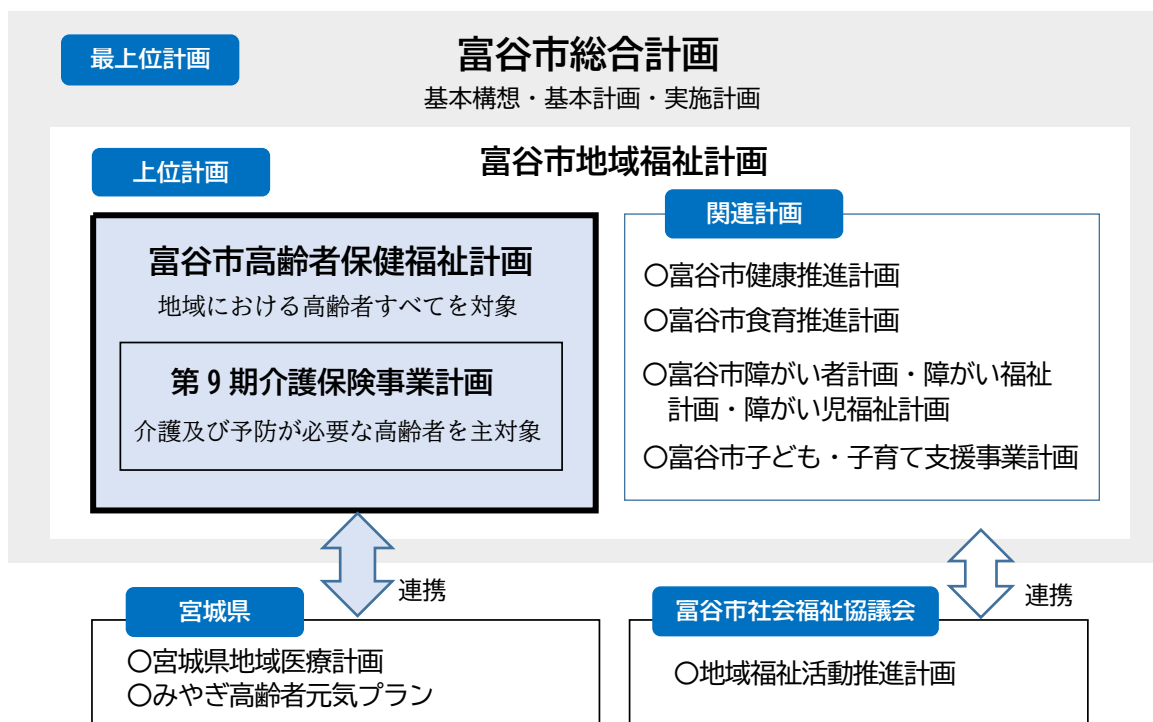 最上位計画
富谷市総合計画
基本構想・基本計画・実施計画
上位計画
富谷市地域福祉計画
富谷市高齢者保健福祉計画
地域における高齢者すべてを対象
第9期介護保険事業計画
介護及び予防が必要な高齢者を主対象
関連計画
〇富谷市健康推進計画
〇富谷市食育推進計画
〇富谷市障がい者計画・障がい福祉
計画・障がい児福祉計画
〇富谷市子ども・子育て支援事業計画
連携
宮城県
〇宮城県地域医療計画
〇みやぎ高齢者元気プラン
連携
富谷市社会福祉協議会
〇地域福祉活動推進計画